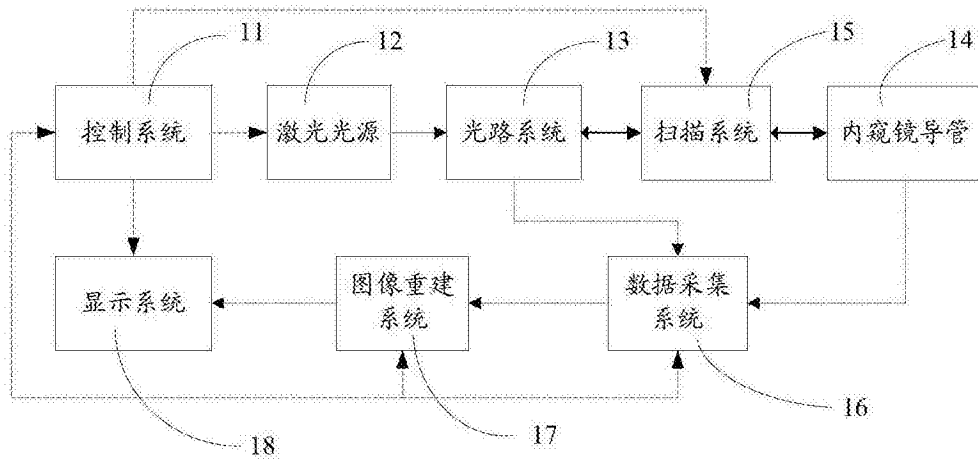 11
12
13
15
14
控制系统
激光光源
光路系统
扫描系统
内窥镜导管
显示系统
图像重建
系统
数据采集
系统
18
17
16